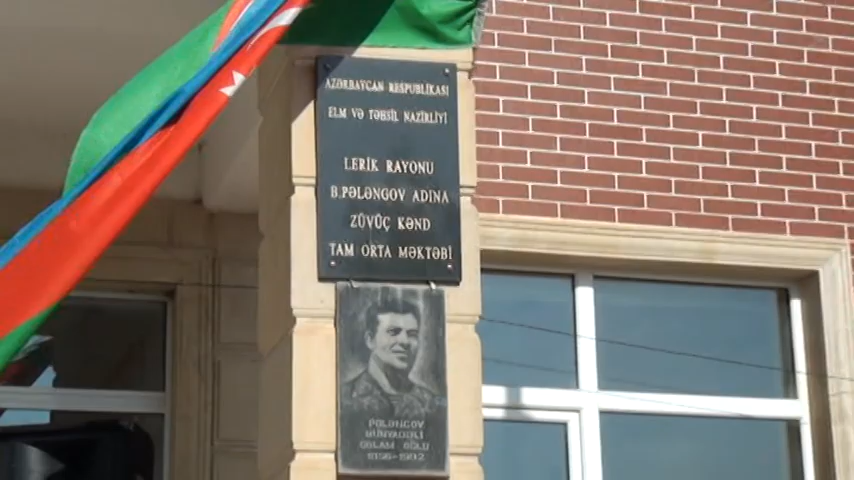 AZƏRBAYCAN RESPUBLİKASI
ELM VƏ TƏHSİL NAZİRLİYİ
LERİK RAYONU
B.PƏLƏNGOV ADINA
ZÜVÜÇ KƏND
TAM ORTA MƏKTƏBİ
PƏLƏNGOV
OĞLU